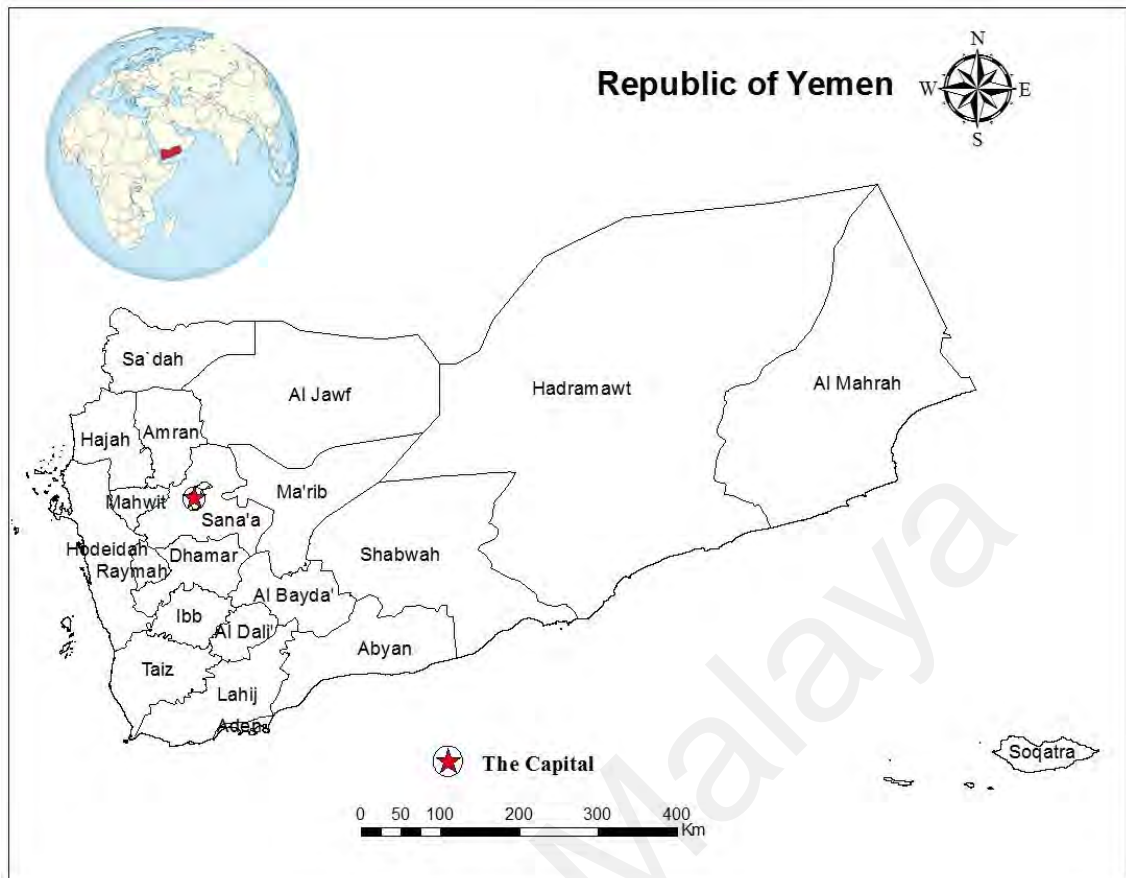 Republic of Yemen
N
W E
S
Sa`dah
Al Jawf
Hadramawt
Al Mahrah
Hajah
Amran
Mahwit
Ma'rib
Sana'a
Hodeidah
Dhamar
Shabwah
Raymah
Al Bayda'
Ibb
Al Dali'
Abyan
Taiz
Lahij
Aden
Soqatra
The Capital
0 50 100 200 300 400
Km
Malaya